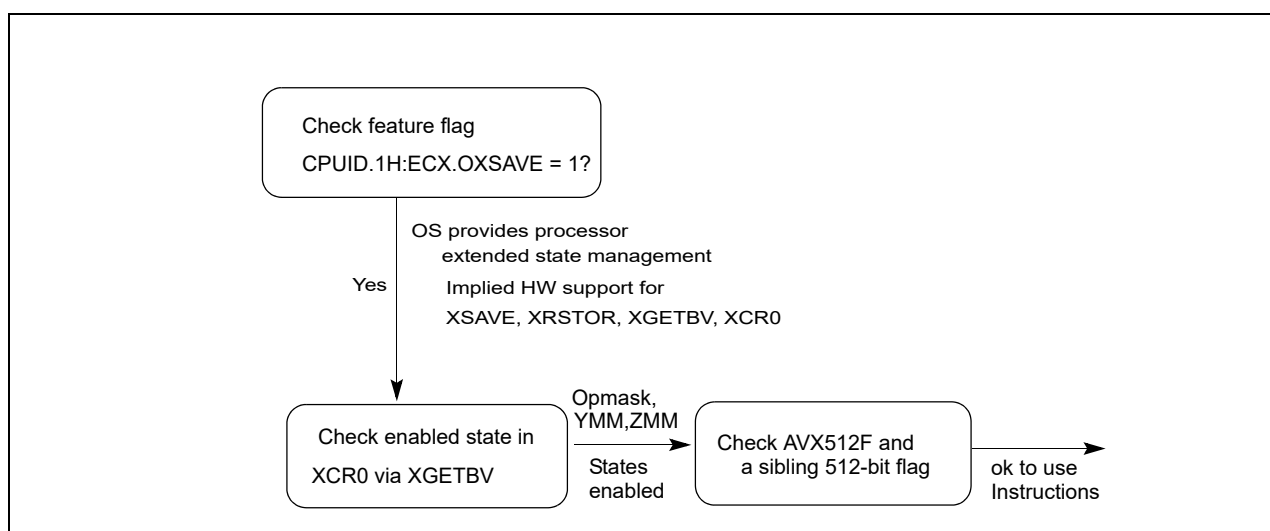 Check feature flag
CPUID.1H:ECX.OXSAVE = 1?
OS provides processor
extended state management
Yes
Implied HW support for
XSAVE, XRSTOR, XGETBV, XCR0
Check enabled state in
XCR0 via XGETBV
Opmask,
YMM,ZMM
States
enabled
Check AVX512F and
a sibling 512-bit flag
ok to use
Instructions